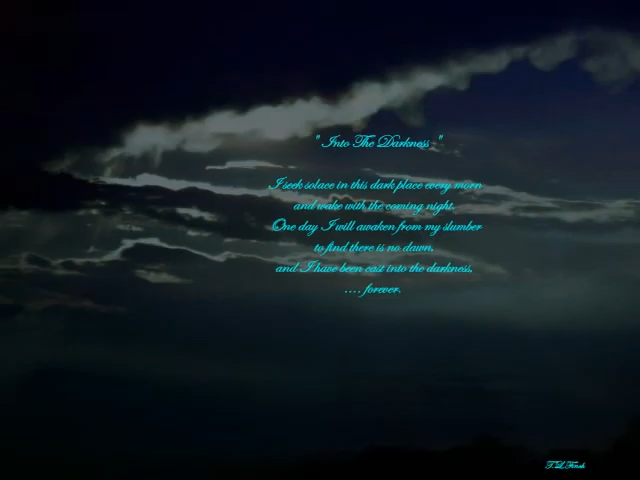 " Into The Darkness "
I seek solace in this dark place every morn
and wake with the coming night.
One day I will awaken from my slumber
to find there is no dawn,
and I have been cast into the darkness,
.... forever.